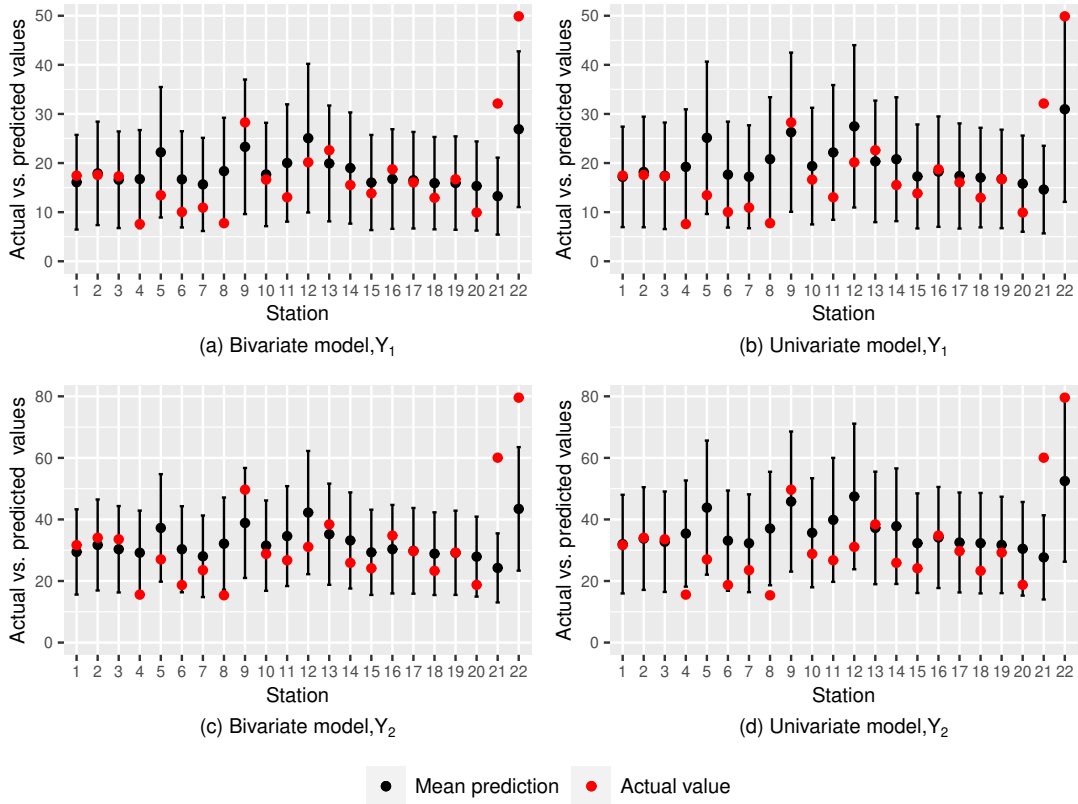 Actual vs. predicted values
50
40
30
20
10
0
1 2 3 4 5 6 7 8 9 10 11 12 13 14 15 16 17 18 19 20 21 22
Station
(a) Bivariate model,Y₁
Actual vs. predicted values
50
40
30
20
10
0
1 2 3 4 5 6 7 8 9 10 11 12 13 14 15 16 17 18 19 20 21 22
Station
(b) Univariate model,Y₁
Actual vs. predicted values
80
60
40
20
0
1 2 3 4 5 6 7 8 9 10 11 12 13 14 15 16 17 18 19 20 21 22
Station
(c) Bivariate model,Y₂
Actual vs. predicted values
80
60
40
20
0
1 2 3 4 5 6 7 8 9 10 11 12 13 14 15 16 17 18 19 20 21 22
Station
(d) Univariate model,Y₂
Mean prediction Actual value